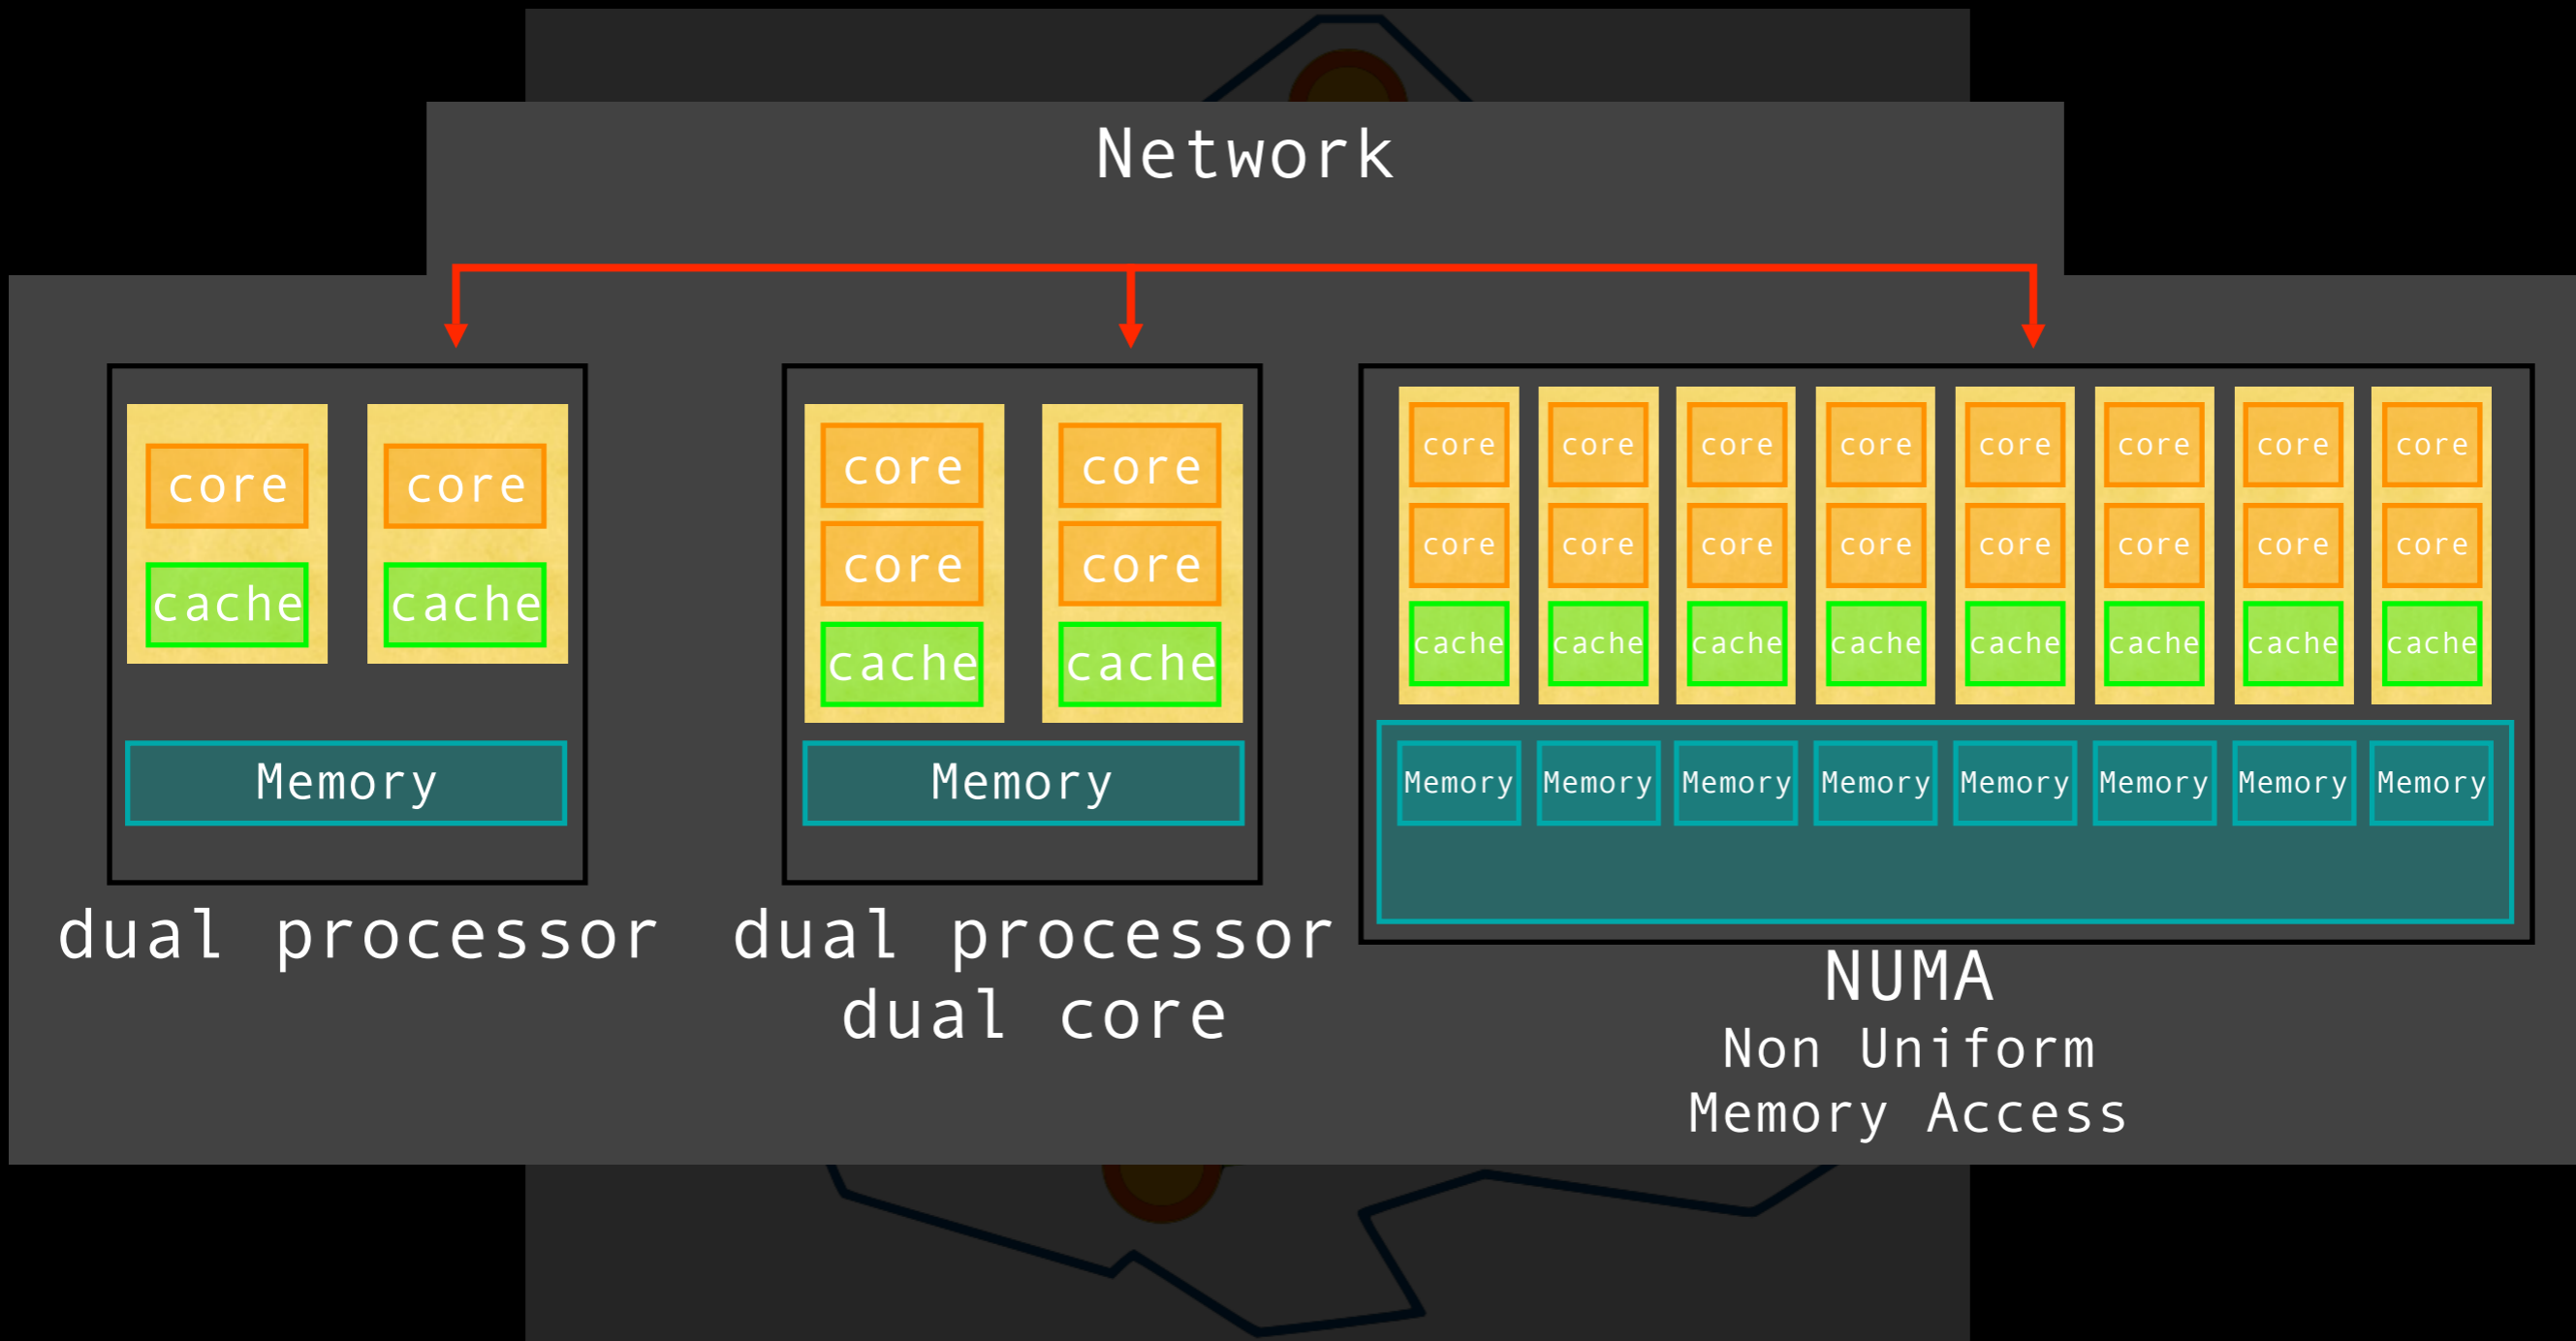 Network
core core
cache cache
Memory
dual processor
core core
core core
cache cache
Memory
dual processor
dual core
core core core core core core core core
core core core core core core core core
cache cache cache cache cache cache cache cache
Memory Memory Memory Memory Memory Memory Memory Memory
NUMA
Non Uniform
Memory Access